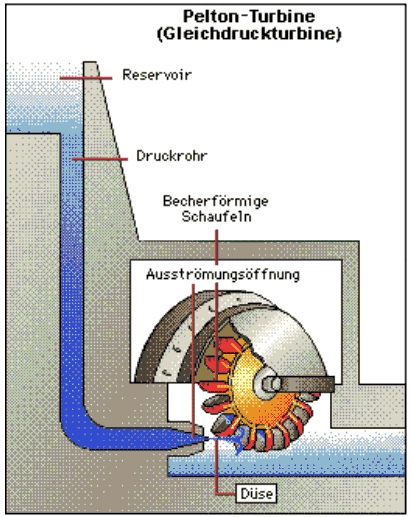 Pelton-Turbine
(Gleichdruckturbine)
Reservoir
Druckrohr
Becherförmige
Schaufeln
Ausströmungsöffnung
Düse